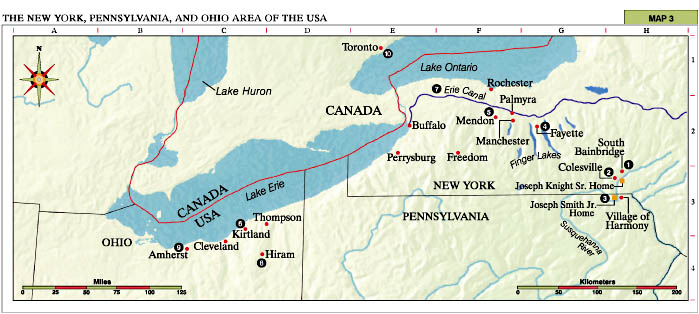 THE NEW YORK, PENNSYLVANIA, AND OHIO AREA OF THE USA
MAP 3
A B C D E F G H
N
1
2
3
4
Toronto
10
Lake Ontario
Lake Huron
7 Erie Canal
Rochester
Palmyra
CANADA
5
Mendon
Buffalo
Manchester
4
Fayette
South
Bainbridge
1
Perrysburg
Freedom
Finger Lakes
Colesville
2
Joseph Knight Sr. Home
NEW YORK
Lake Erie
CANADA
USA
Joseph Smith Jr.
Home
3
Village of
Harmony
PENNSYLVANIA
Susquehanna
River
OHIO
Thompson
6
Kirtland
Cleveland
9
Amherst
Hiram
8
Miles
0 25 50 75 100 125
Kilometers
0 50 100 150 200